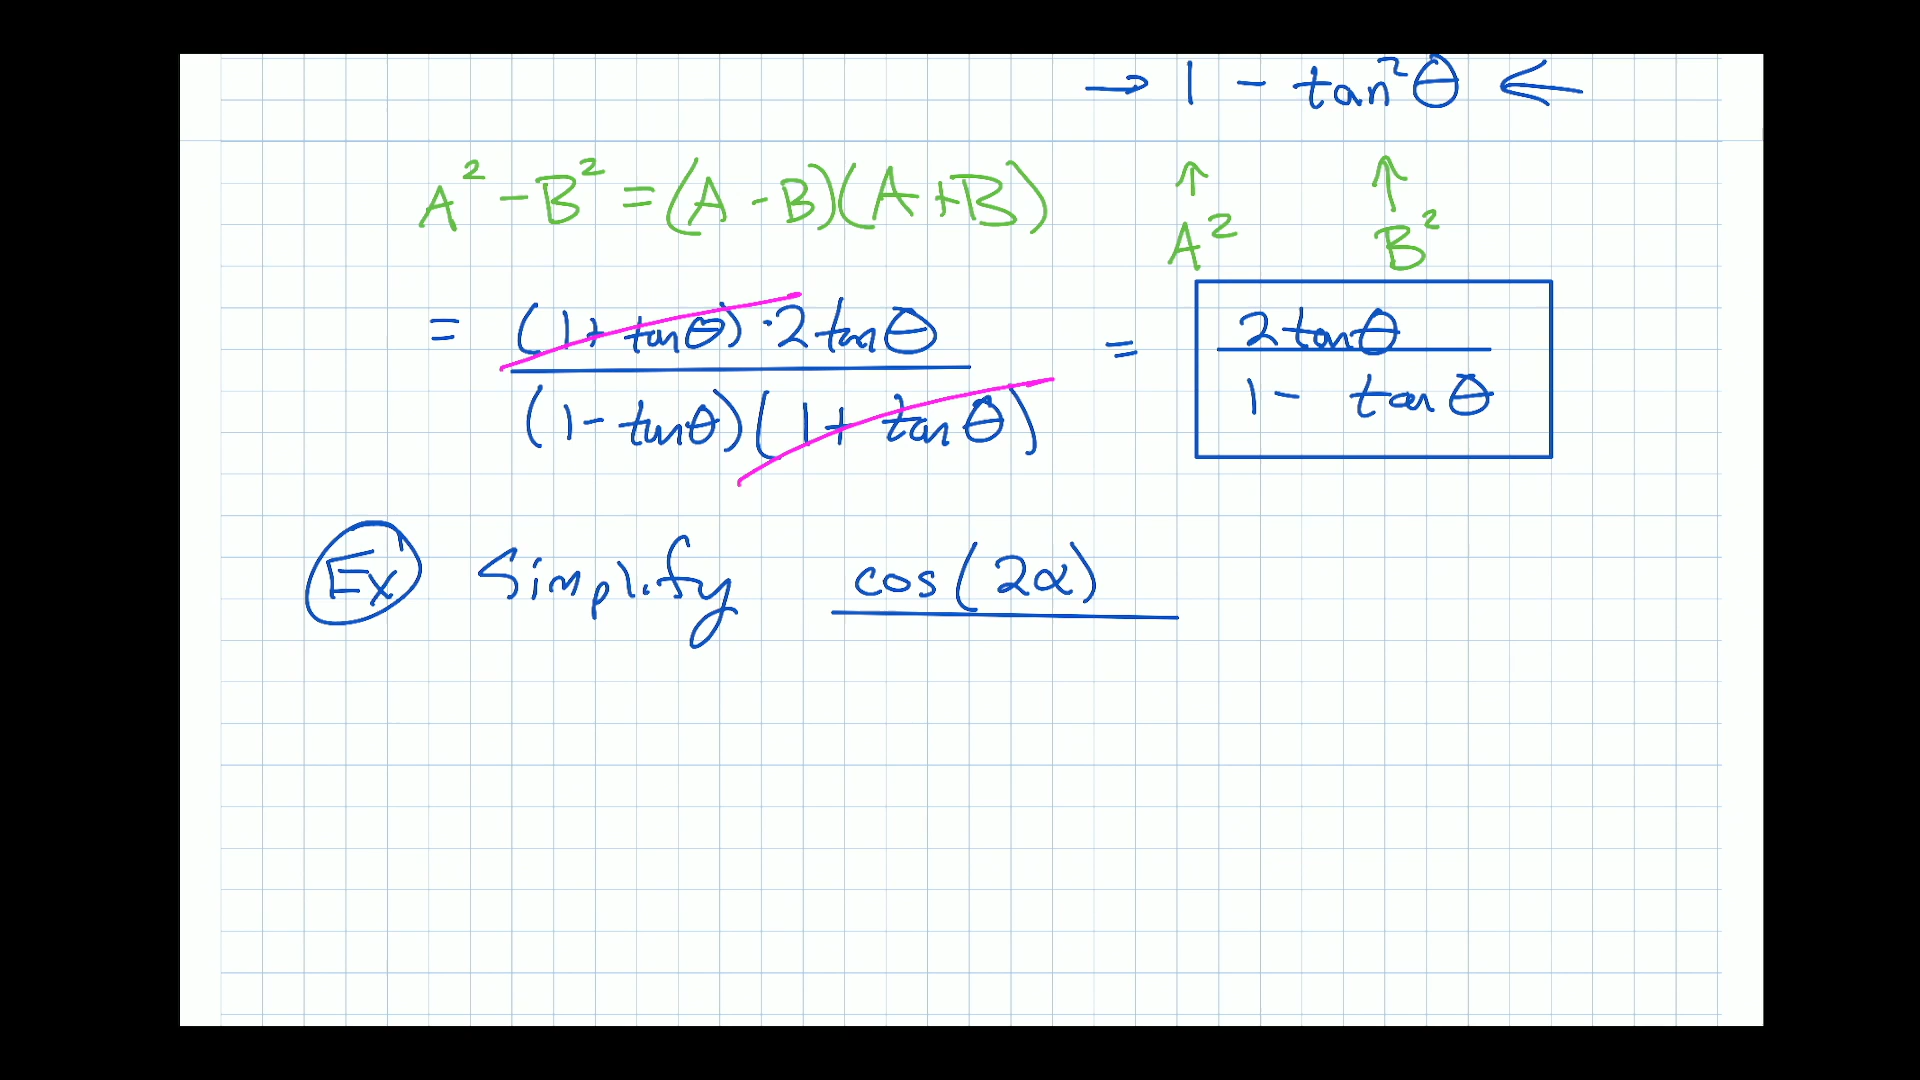 → 1 - tan²θ ←
A² - B² = (A - B)(A + B) ↑ ↑
A² B²
= (1 + tanθ) · 2tanθ / (1 - tanθ)(1 + tanθ) = 2tanθ / 1 - tanθ
Ex Simplify cos(2α)